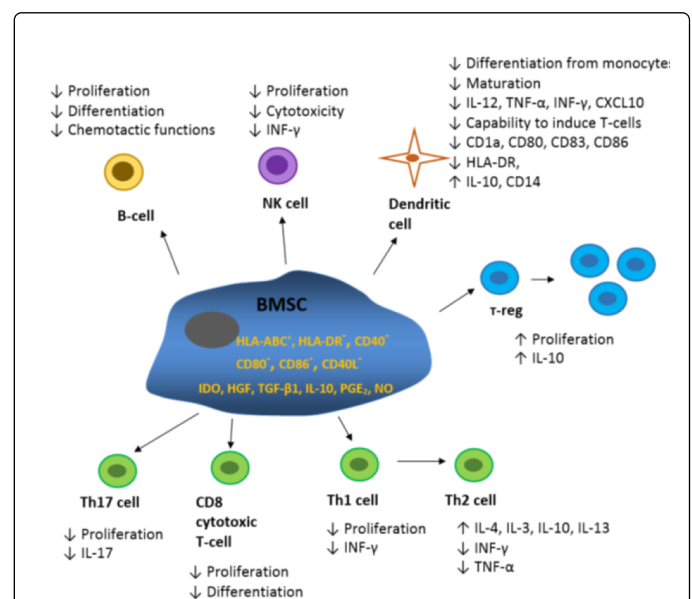 ↓ Proliferation
↓ Differentiation
↓ Chemotactic functions
B-cell
↓ Proliferation
↓ Cytotoxicity
↓ INF-γ
NK cell
↓ Differentiation from monocytes
↓ Maturation
↓ IL-12, TNF-α, INF-γ, CXCL10
↓ Capability to induce T-cells
↓ CD1a, CD80, CD83, CD86
↓ HLA-DR,
↑ IL-10, CD14
Dendritic
cell
T-reg
↑ Proliferation
↑ IL-10
BMSC
HLA-ABC⁺, HLA-DR⁻, CD40⁻
CD80⁻, CD86⁻, CD40L⁻
IDO, HGF, TGF-β1, IL-10, PGE₂, NO
Th17 cell
↓ Proliferation
↓ IL-17
CD8
cytotoxic
T-cell
↓ Proliferation
↓ Differentiation
Th1 cell
↓ Proliferation
↓ INF-γ
Th2 cell
↑ IL-4, IL-3, IL-10, IL-13
↓ INF-γ
↓ TNF-α